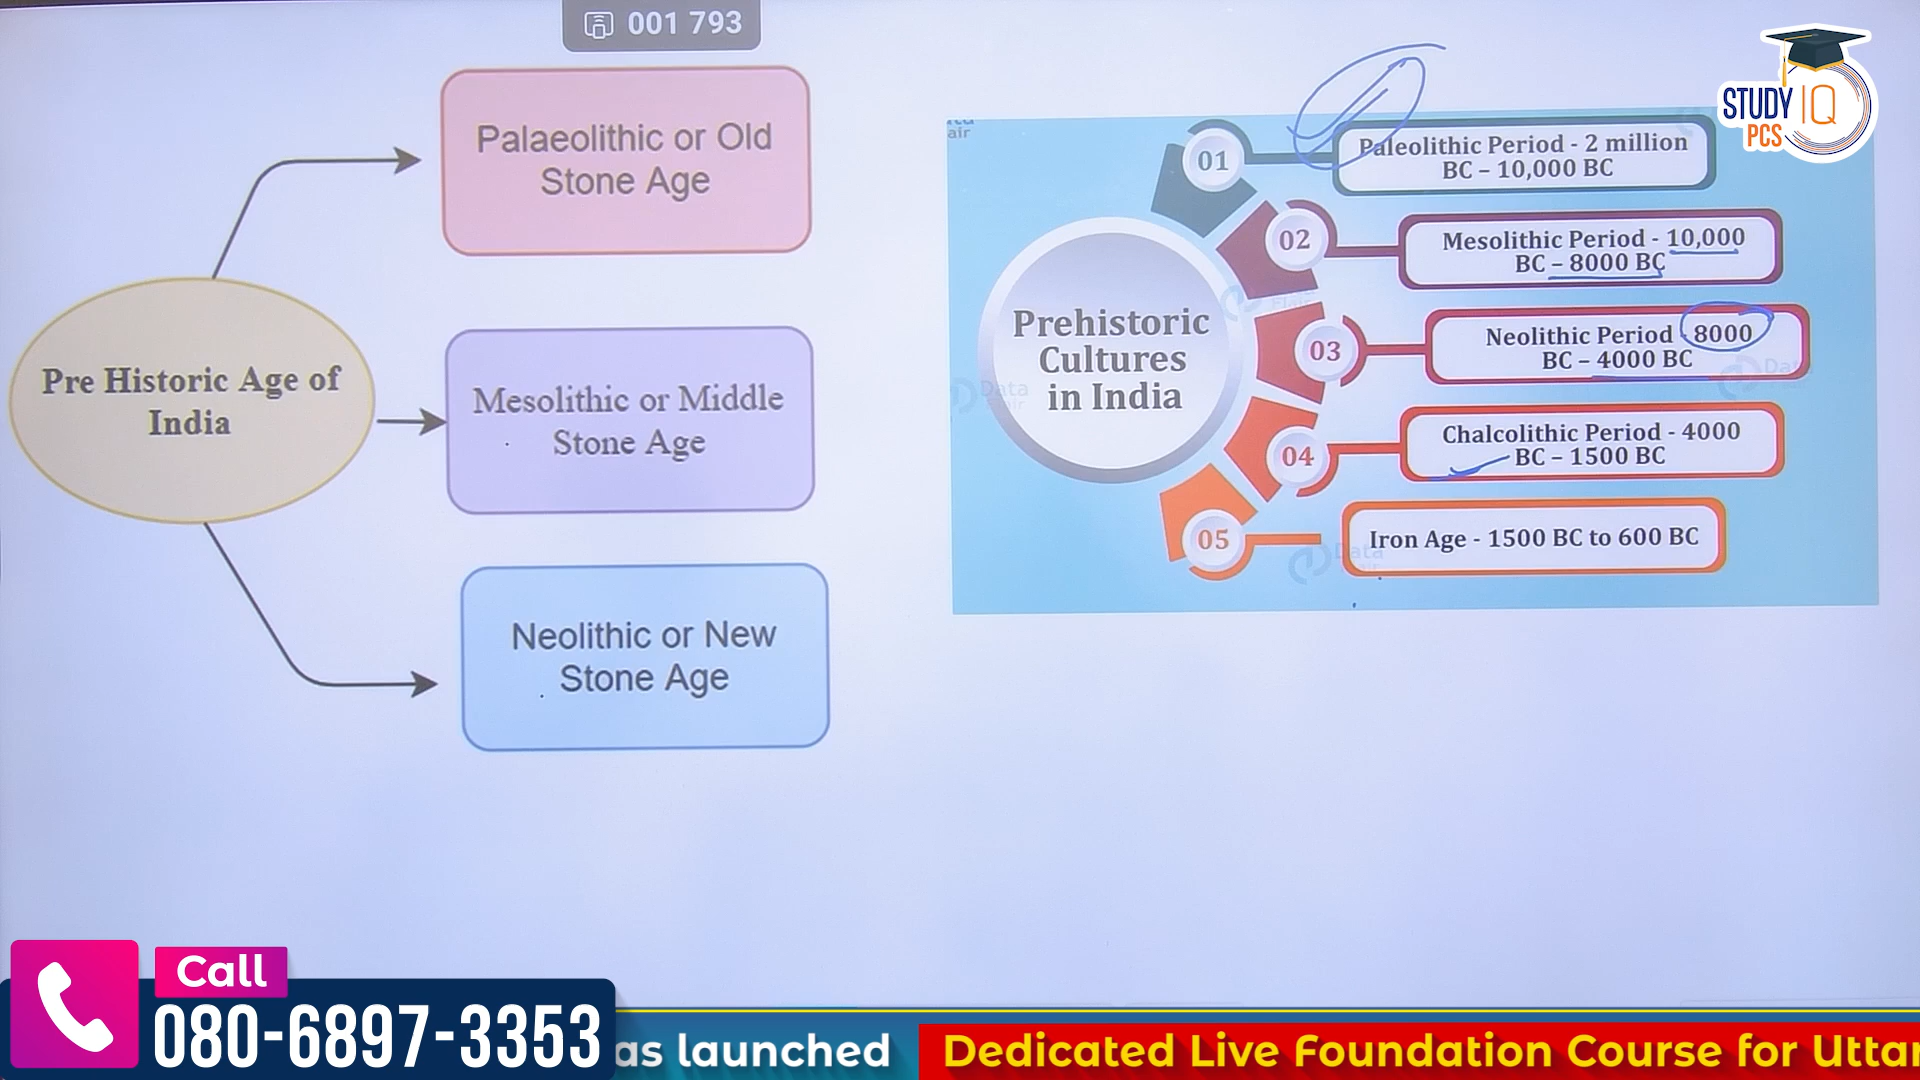 001 793
Palaeolithic or Old
Stone Age
Pre Historic Age of
India
Mesolithic or Middle
Stone Age
Neolithic or New
Stone Age
STUDY IQ
PCS
Prehistoric
Cultures
in India
01
Paleolithic Period - 2 million
BC – 10,000 BC
02
Mesolithic Period - 10,000
BC – 8000 BC
03
Neolithic Period - 8000
BC – 4000 BC
04
Chalcolithic Period - 4000
BC – 1500 BC
05
Iron Age - 1500 BC to 600 BC
air
Data
Data
Data
Call
080-6897-3353
as launched
Dedicated Live Foundation Course for Uttar